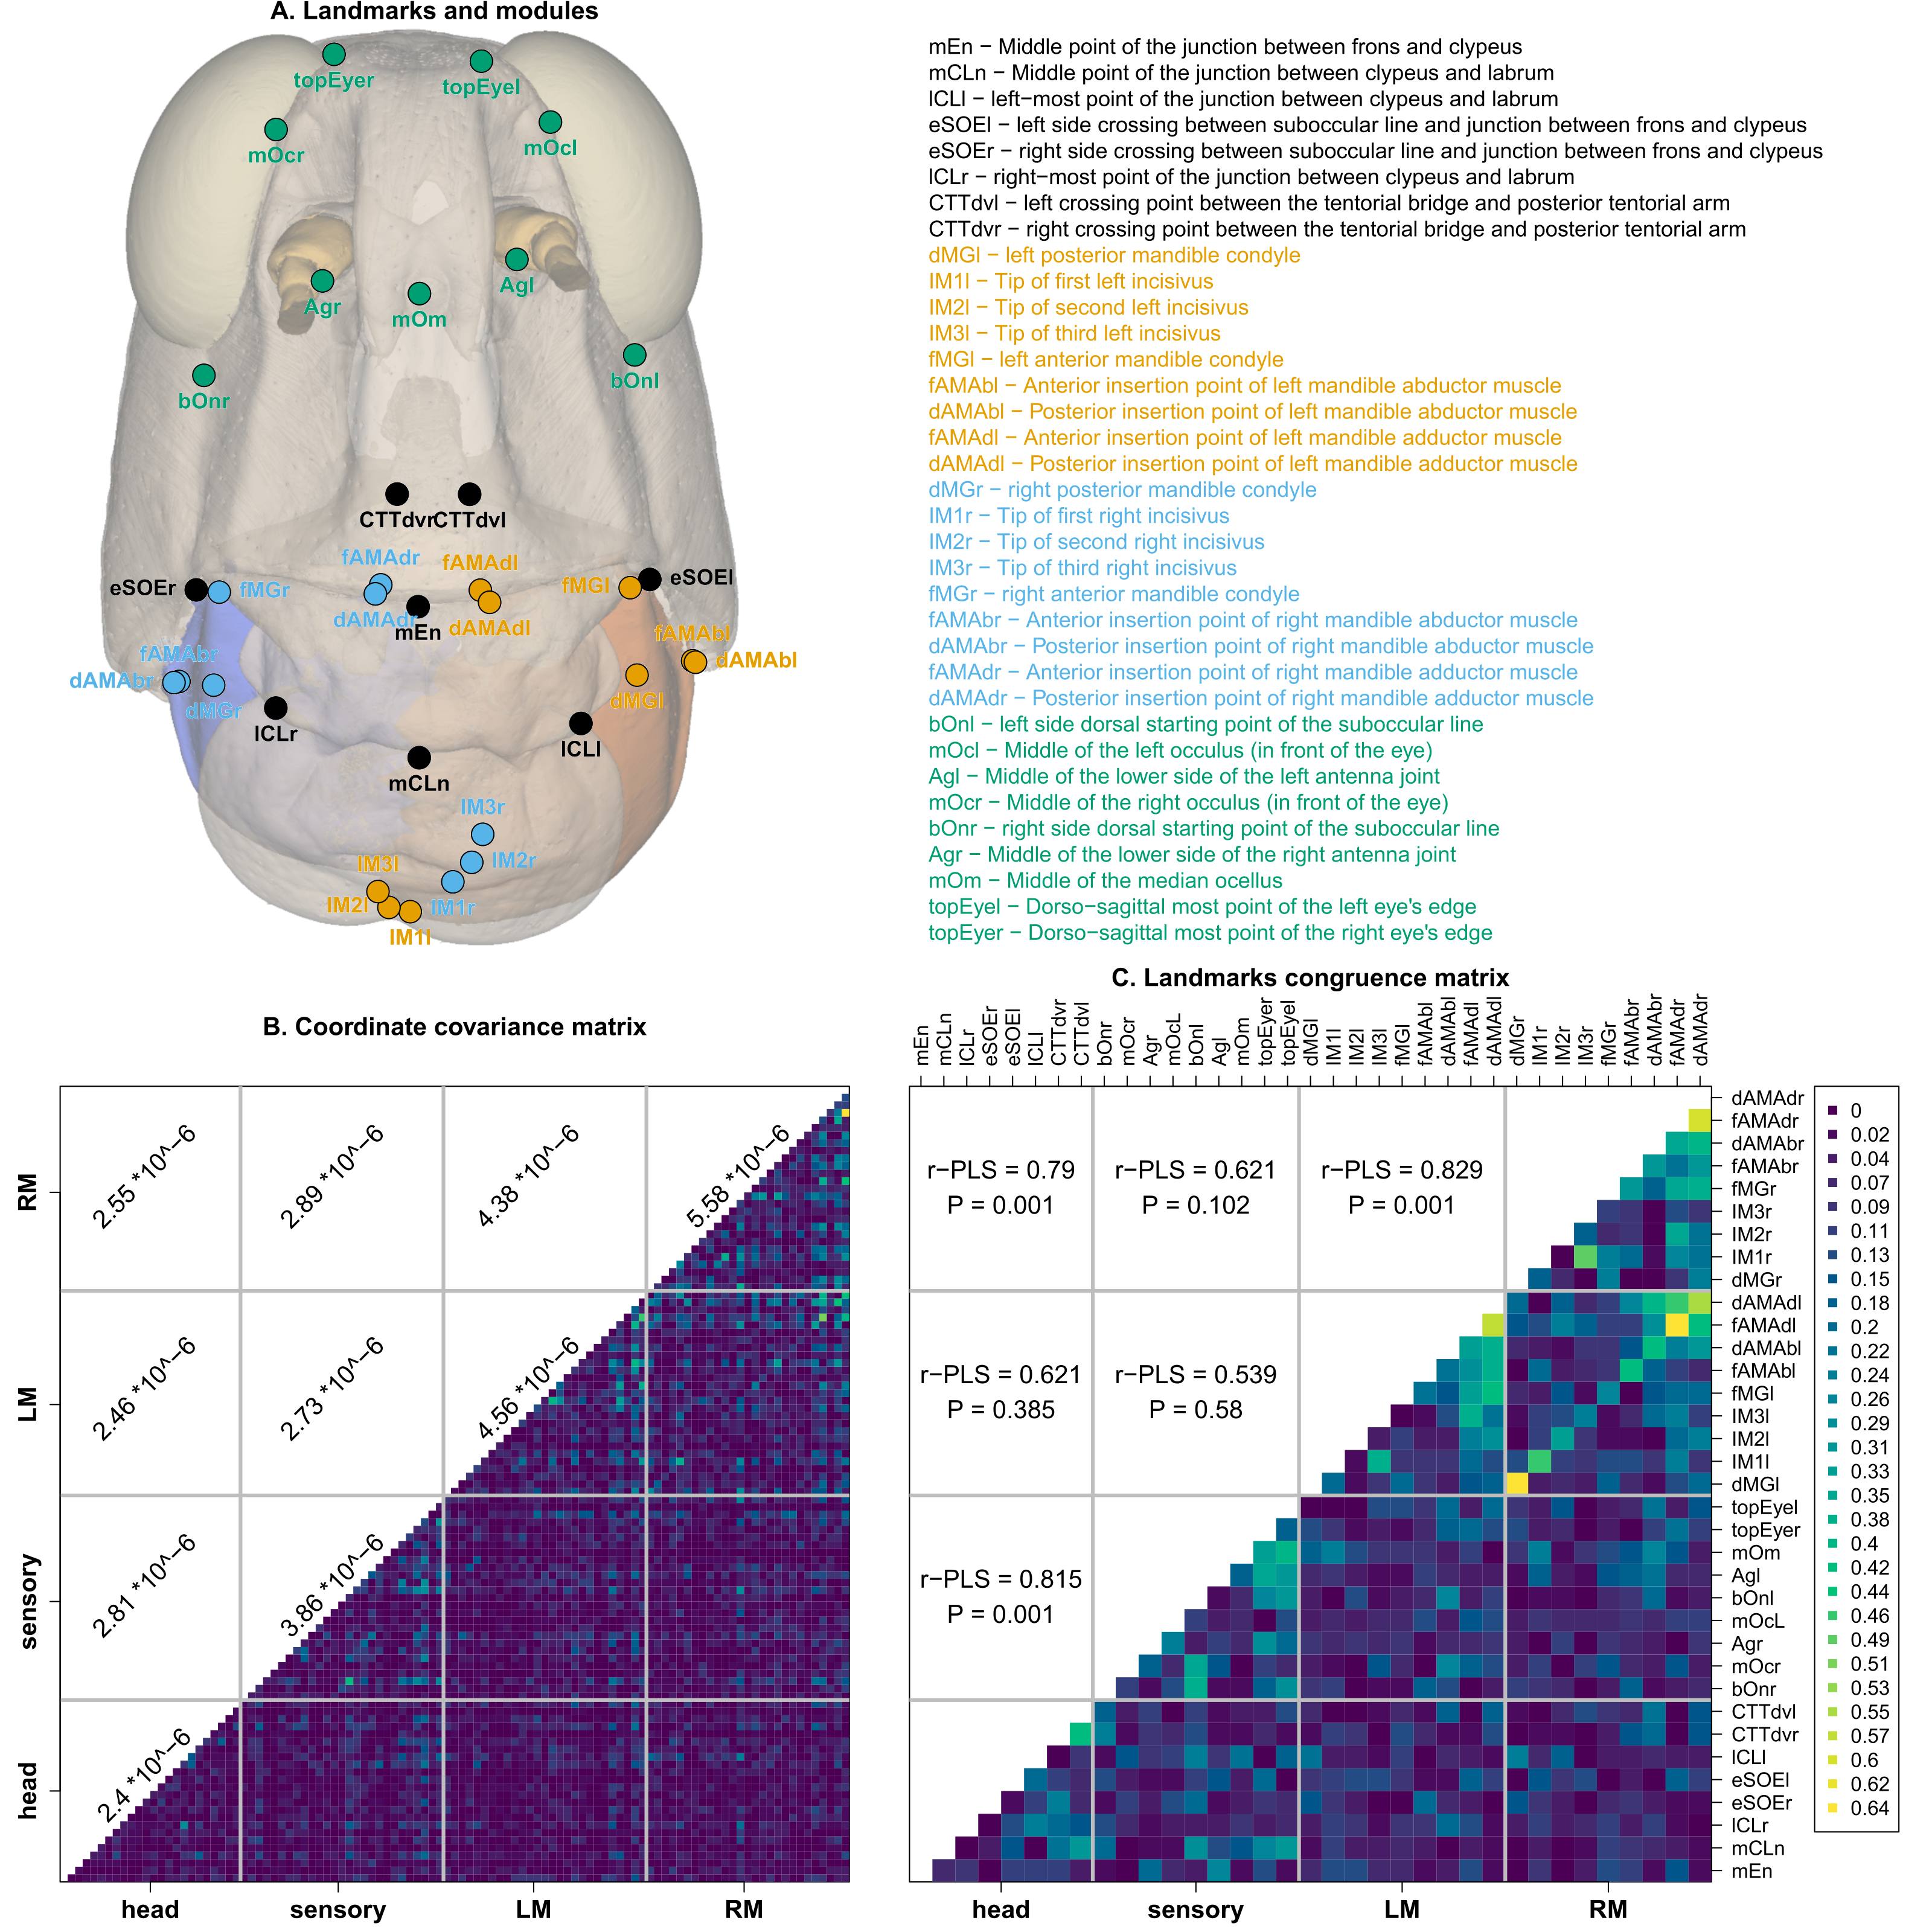 A. Landmarks and modules
topEyer
topEyel
mOcr
mOcl
Agr
Agl
mOm
bOnr
bOnl
CTTdvr
CTTdvl
fAMAdr
fAMAdl
eSOEr
fMGr
fMGl
eSOEl
dAMAdr
mEn
dAMAdl
fAMAbr
fAMAbl
dAMAbr
dAMAbl
dMGr
dMGl
lCLr
lCLl
mCLn
IM3r
IM3l
IM2r
IM2l
IM1r
IM1l
mEn − Middle point of the junction between frons and clypeus
mCLn − Middle point of the junction between clypeus and labrum
lCLl − left−most point of the junction between clypeus and labrum
eSOEl − left side crossing between suboccular line and junction between frons and clypeus
eSOEr − right side crossing between suboccular line and junction between frons and clypeus
lCLr − right−most point of the junction between clypeus and labrum
CTTdvl − left crossing point between the tentorial bridge and posterior tentorial arm
CTTdvr − right crossing point between the tentorial bridge and posterior tentorial arm
dMGl − left posterior mandible condyle
IM1l − Tip of first left incisivus
IM2l − Tip of second left incisivus
IM3l − Tip of third left incisivus
fMGl − left anterior mandible condyle
fAMAbl − Anterior insertion point of left mandible abductor muscle
dAMAbl − Posterior insertion point of left mandible abductor muscle
fAMAdl − Anterior insertion point of left mandible adductor muscle
dAMAdl − Posterior insertion point of left mandible adductor muscle
dMGr − right posterior mandible condyle
IM1r − Tip of first right incisivus
IM2r − Tip of second right incisivus
IM3r − Tip of third right incisivus
fMGr − right anterior mandible condyle
fAMAbr − Anterior insertion point of right mandible abductor muscle
dAMAbr − Posterior insertion point of right mandible abductor muscle
fAMAdr − Anterior insertion point of right mandible adductor muscle
dAMAdr − Posterior insertion point of right mandible adductor muscle
bOnl − left side dorsal starting point of the suboccular line
mOcl − Middle of the left occulus (in front of the eye)
Agl − Middle of the lower side of the left antenna joint
mOcr − Middle of the right occulus (in front of the eye)
bOnr − right side dorsal starting point of the suboccular line
Agr − Middle of the lower side of the right antenna joint
mOm − Middle of the median ocellus
topEyel − Dorso−sagittal most point of the left eye's edge
topEyer − Dorso−sagittal most point of the right eye's edge
B. Coordinate covariance matrix
RM
LM
sensory
head
2.55 *10^−6
2.89 *10^−6
4.38 *10^−6
5.58 *10^−6
2.46 *10^−6
2.73 *10^−6
4.56 *10^−6
2.81 *10^−6
3.86 *10^−6
2.4 *10^−6
head
sensory
LM
RM
C. Landmarks congruence matrix
mEn
mCLn
lCLr
eSOEr
eSOEl
lCLl
CTTdvr
CTTdvl
bOnr
mOcr
Agr
mOcL
bOnl
Agl
mOm
topEyer
topEyel
dMGl
IM1l
IM2l
IM3l
fMGl
fAMAbl
dAMAbl
fAMAdl
dAMAdl
dMGr
IM1r
IM2r
IM3r
fMGr
fAMAbr
dAMAbr
fAMAdr
dAMAdr
r−PLS = 0.79
P = 0.001
r−PLS = 0.621
P = 0.102
r−PLS = 0.829
P = 0.001
r−PLS = 0.621
P = 0.385
r−PLS = 0.539
P = 0.58
r−PLS = 0.815
P = 0.001
dAMAdr
fAMAdr
dAMAbr
fAMAbr
fMGr
IM3r
IM2r
IM1r
dMGr
dAMAdl
fAMAdl
dAMAbl
fAMAbl
fMGl
IM3l
IM2l
IM1l
dMGl
topEyel
topEyer
mOm
Agl
bOnl
mOcL
Agr
mOcr
bOnr
CTTdvl
CTTdvr
lCLl
eSOEl
eSOEr
lCLr
mCLn
mEn
head
sensory
LM
RM
0
0.02
0.04
0.07
0.09
0.11
0.13
0.15
0.18
0.2
0.22
0.24
0.26
0.29
0.31
0.33
0.35
0.38
0.4
0.42
0.44
0.46
0.49
0.51
0.53
0.55
0.57
0.6
0.62
0.64